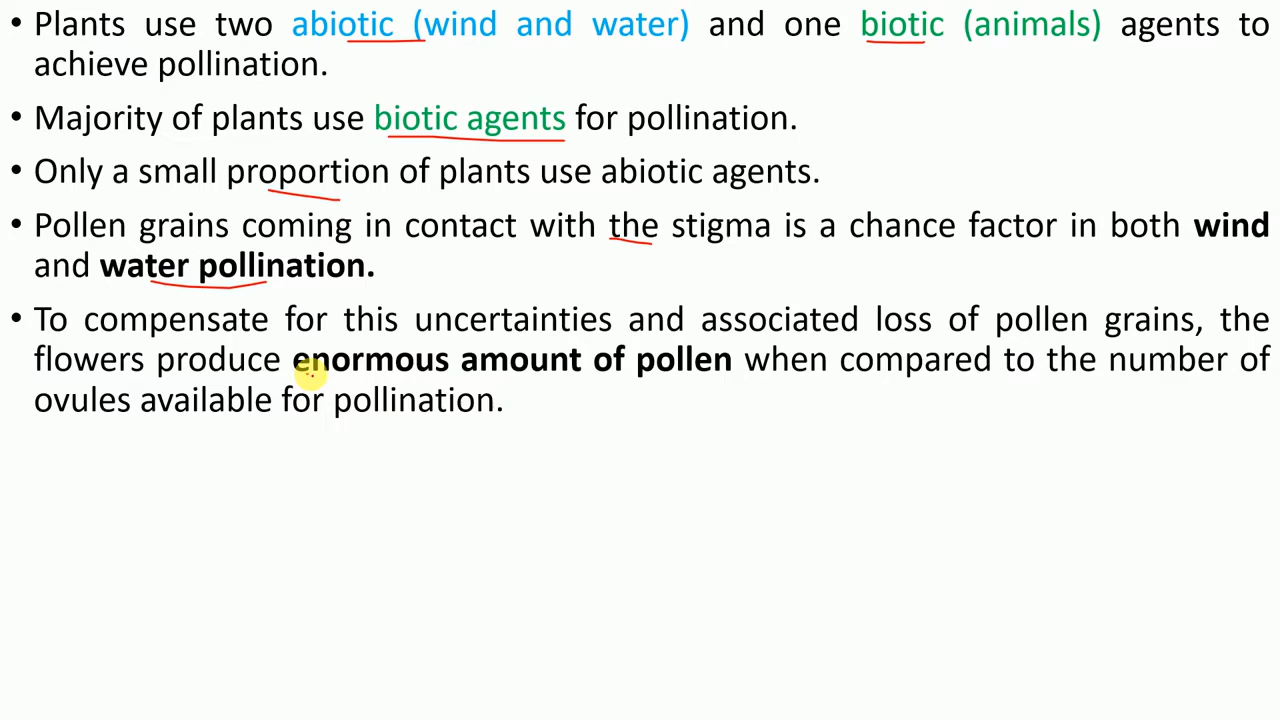 • Plants use two abiotic (wind and water) and one biotic (animals) agents to
achieve pollination.
• Majority of plants use biotic agents for pollination.
• Only a small proportion of plants use abiotic agents.
• Pollen grains coming in contact with the stigma is a chance factor in both wind
and water pollination.
• To compensate for this uncertainties and associated loss of pollen grains, the
flowers produce enormous amount of pollen when compared to the number of
ovules available for pollination.